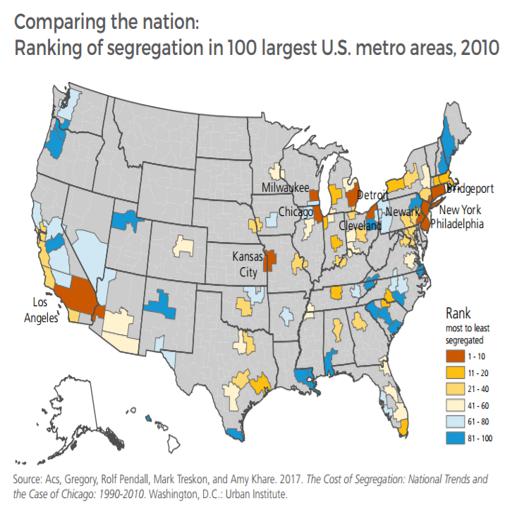 Comparing the nation:
Ranking of segregation in 100 largest U.S. metro areas, 2010
Milwaukee
Detroit
Bridgeport
Chicago
Newark
New York
Cleveland
Philadelphia
Kansas
City
Los
Angeles
Rank
most to least
segregated
1 - 10
11 - 20
21 - 40
41 - 60
61 - 80
81 - 100
Source: Acs, Gregory, Rolf Pendall, Mark Treskon, and Amy Khare. 2017. The Cost of Segregation: National Trends and
the Case of Chicago: 1990-2010. Washington, D.C.: Urban Institute.